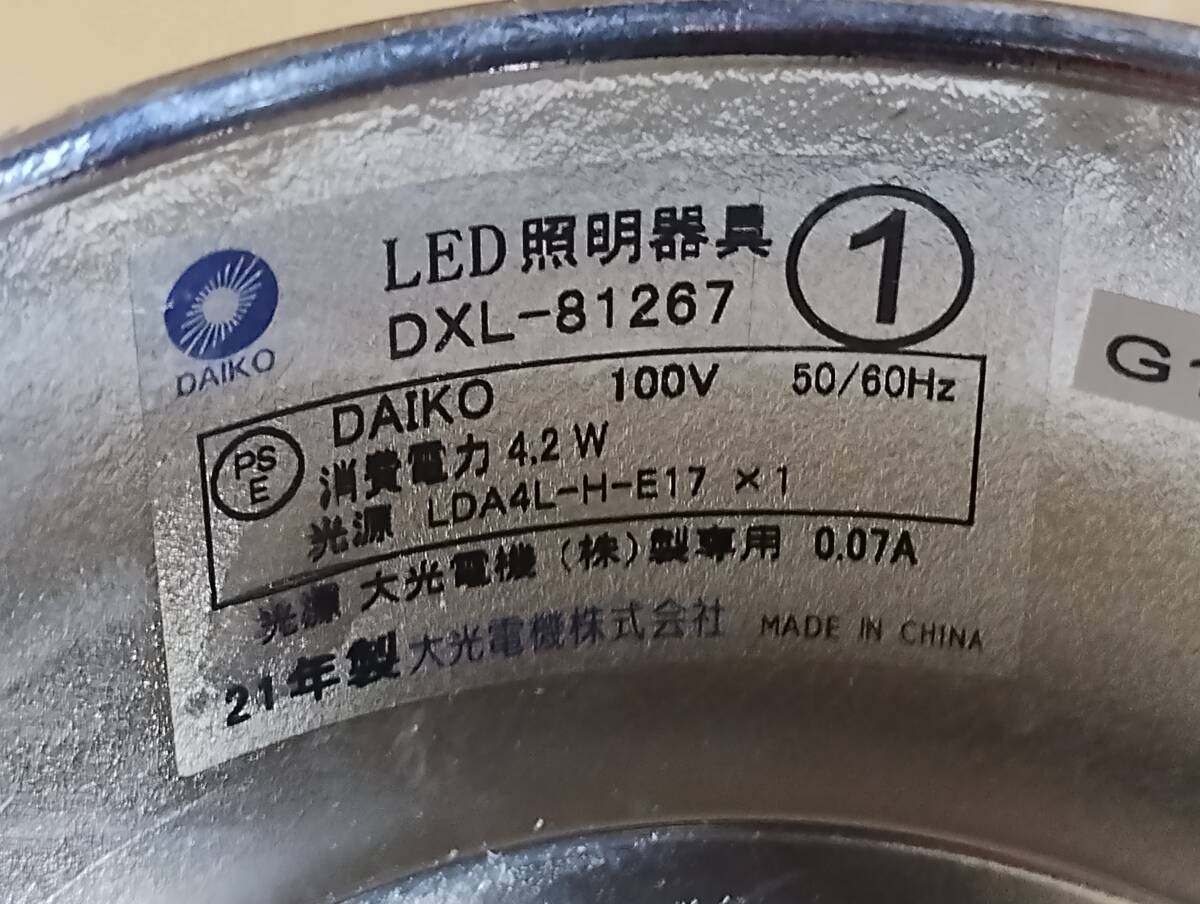 LED照明器具 ①
DXL-81267
DAIKO
DAIKO 100V 50/60Hz
PS
E
消費電力 4.2W
光源 LDA4L-H-E17 ×1
光源 大光電機(株)製専用 0.07A
21年製 大光電機株式会社 MADE IN CHINA
G